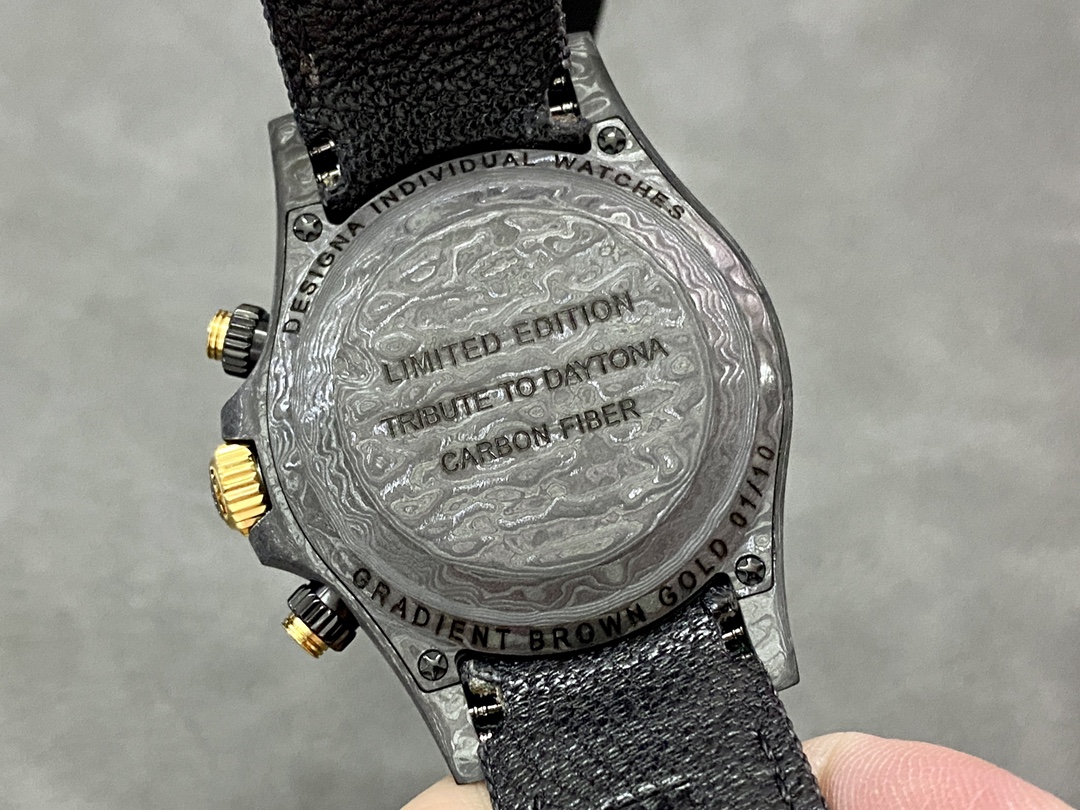 DESIGNA INDIVIDUAL WATCHES
LIMITED EDITION
TRIBUTE TO DAYTONA
CARBON FIBER
GRADIENT BROWN GOLD 01/10